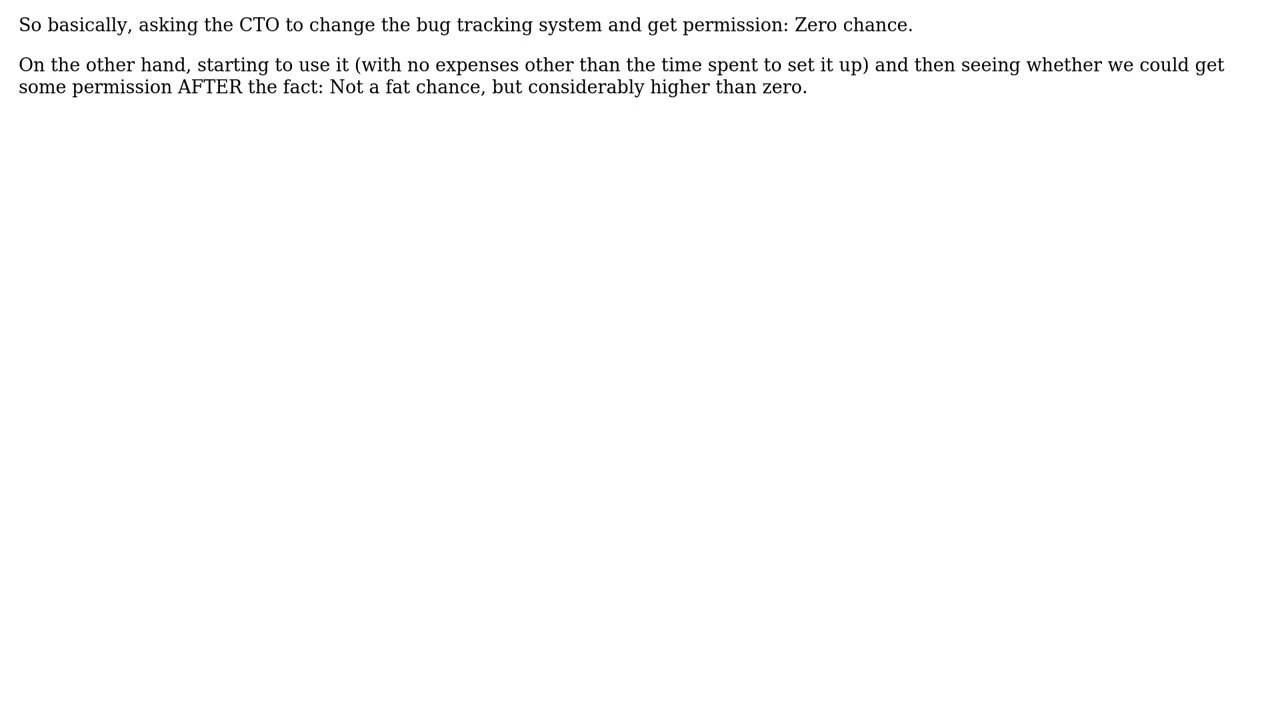 So basically, asking the CTO to change the bug tracking system and get permission: Zero chance.
On the other hand, starting to use it (with no expenses other than the time spent to set it up) and then seeing whether we could get
some permission AFTER the fact: Not a fat chance, but considerably higher than zero.